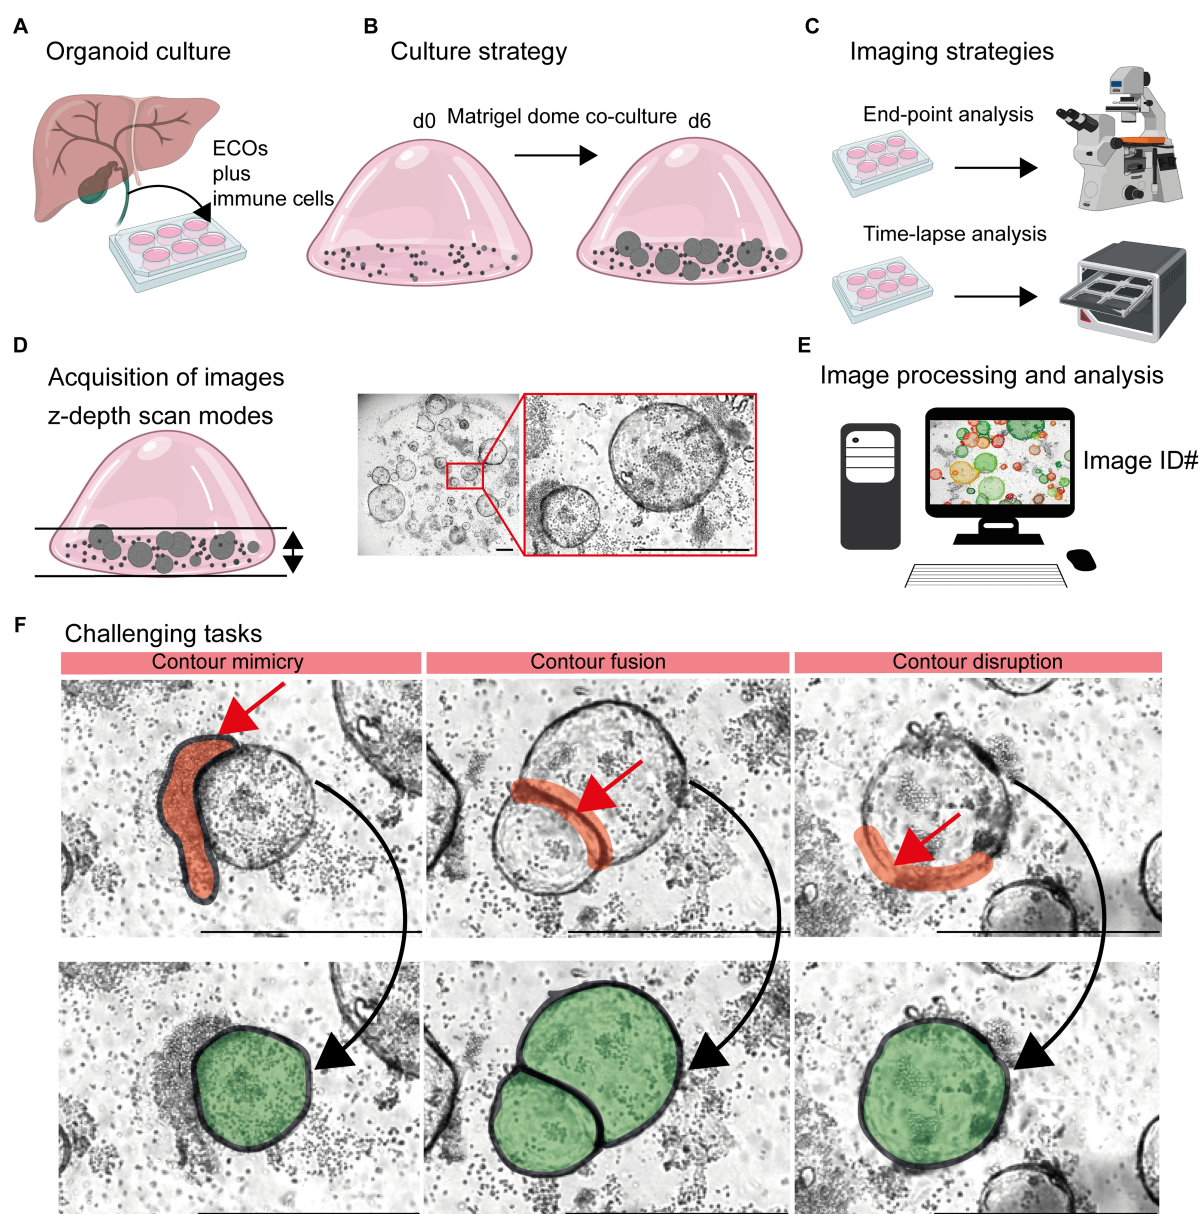 A
Organoid culture
ECOs
plus
immune cells
B
Culture strategy
d0
Matrigel dome co-culture
d6
C
Imaging strategies
End-point analysis
Time-lapse analysis
D
Acquisition of images
z-depth scan modes
E
Image processing and analysis
Image ID#
F
Challenging tasks
Contour mimicry
Contour fusion
Contour disruption